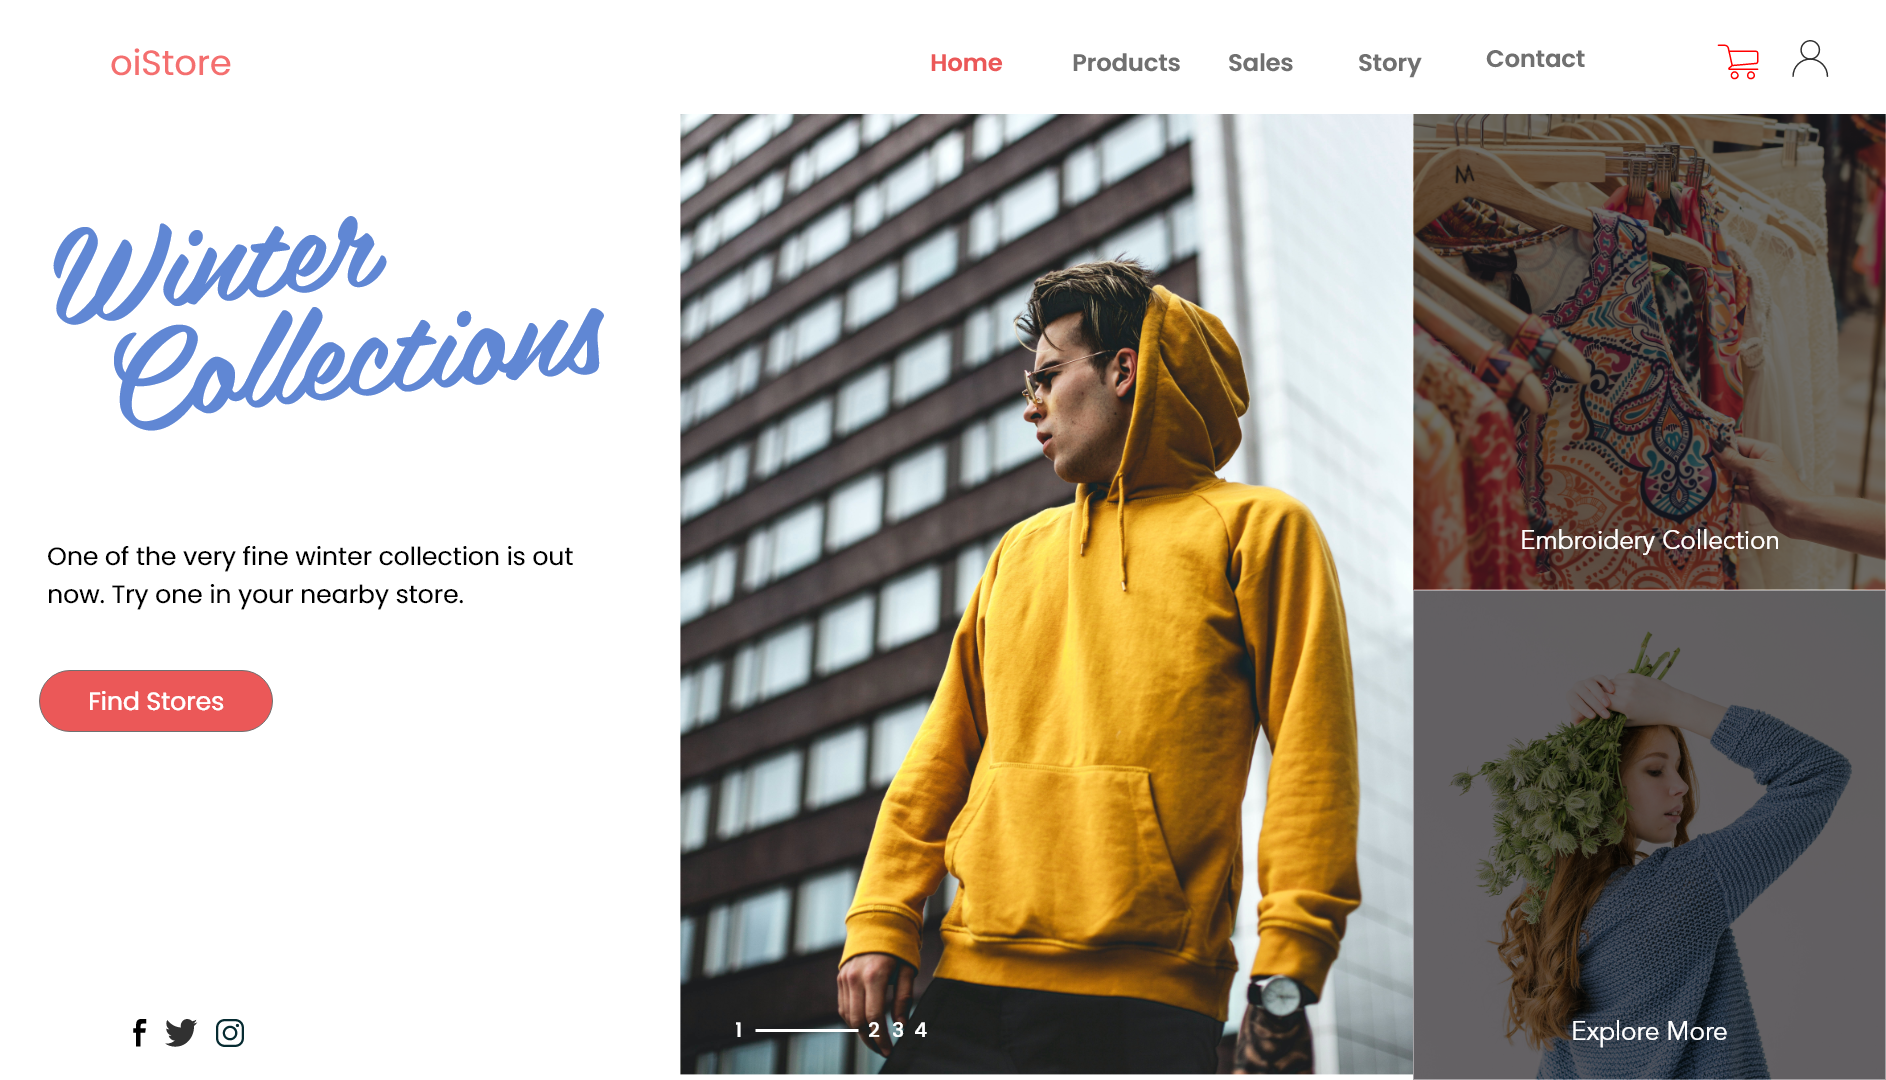 oiStore
Home
Products
Sales
Story
Contact
Winter
Collections
One of the very fine winter collection is out
now. Try one in your nearby store.
Find Stores
1
2 3 4
M
Embroidery Collection
Explore More